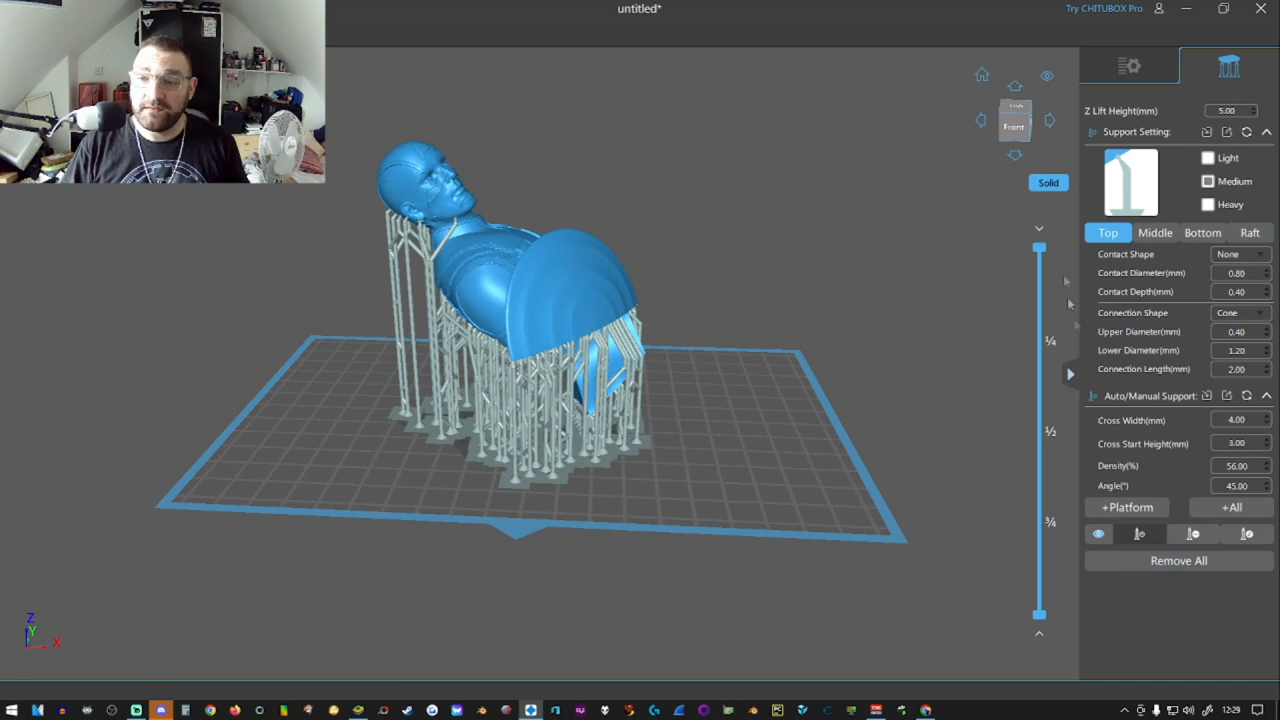 untitled*
Try CHITUBOX Pro
Z Lift Height(mm) 5.00
Support Setting:
Light
Medium
Heavy
Top Middle Bottom Raft
Contact Shape None
Contact Diameter(mm) 0.80
Contact Depth(mm) 0.40
Connection Shape Cone
Upper Diameter(mm) 0.40
Lower Diameter(mm) 1.20
Connection Length(mm) 2.00
Auto/Manual Support:
Cross Width(mm) 4.00
Cross Start Height(mm) 3.00
Density(%) 56.00
Angle(°) 45.00
+Platform +All
Remove All
Front
Solid
1/4
1/2
3/4
Z
Y
X
12:29